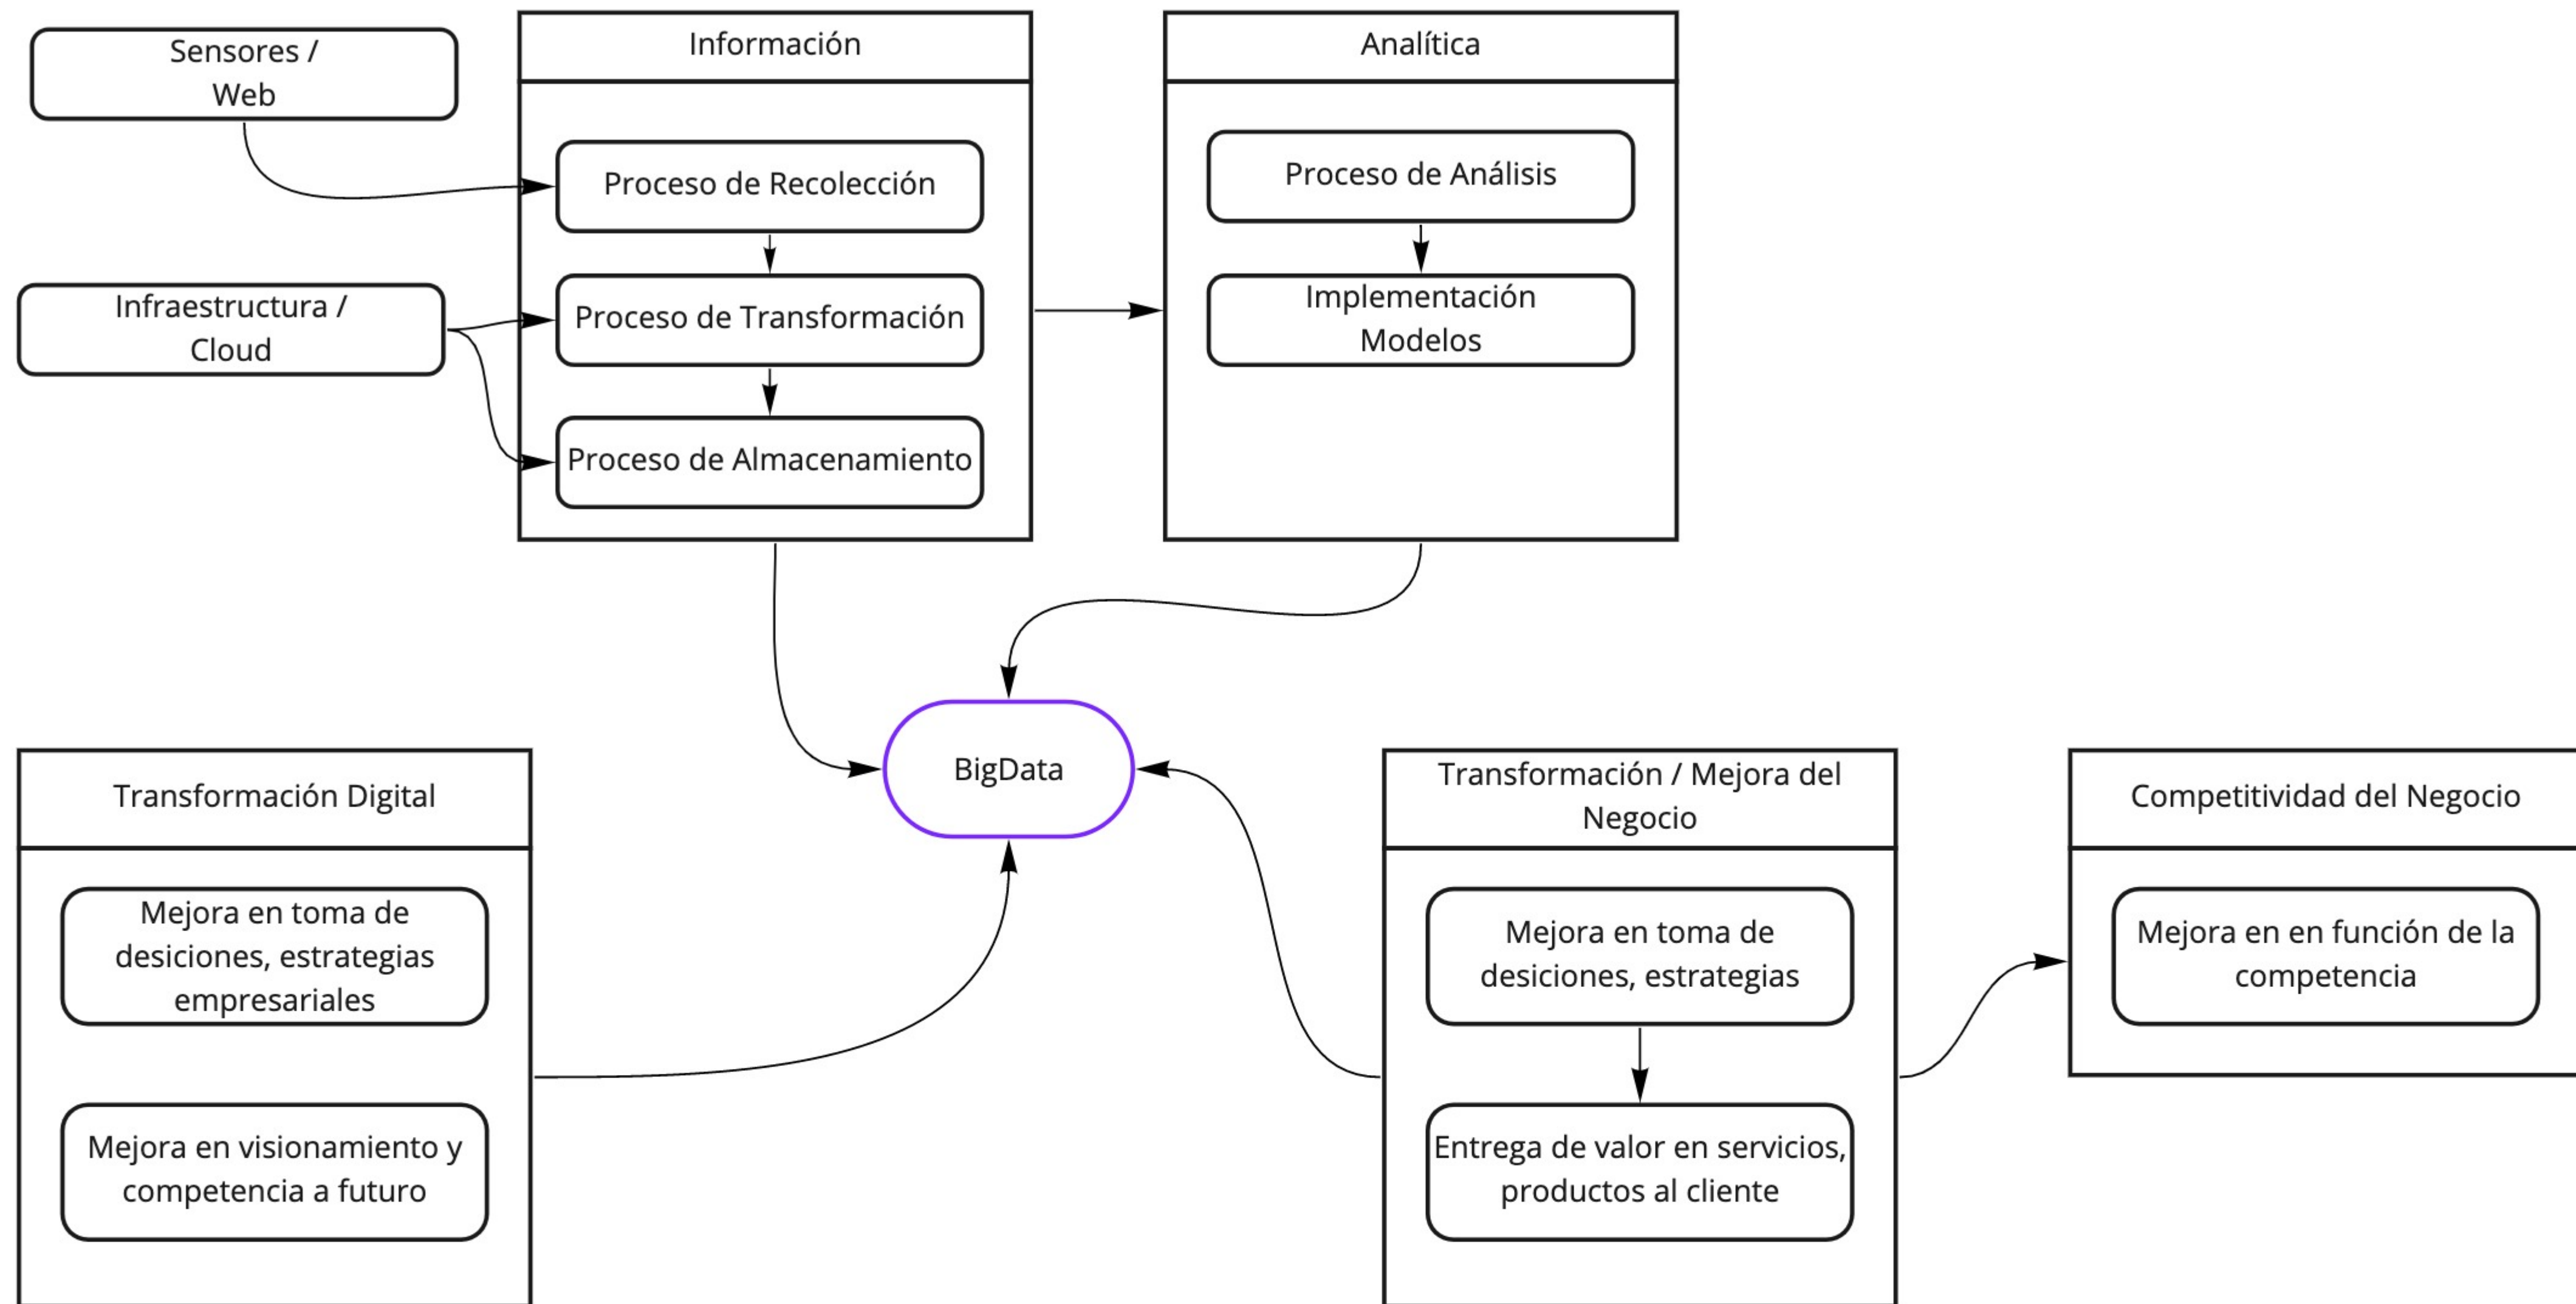 Sensores /
Web
Información
Analítica
Proceso de Recolección
Proceso de Análisis
Infraestructura /
Cloud
Proceso de Transformación
Implementación
Modelos
Proceso de Almacenamiento
BigData
Transformación Digital
Transformación / Mejora del
Negocio
Competitividad del Negocio
Mejora en toma de
desiciones, estrategias
empresariales
Mejora en toma de
desiciones, estrategias
Mejora en en función de la
competencia
Mejora en visionamiento y
competencia a futuro
Entrega de valor en servicios,
productos al cliente